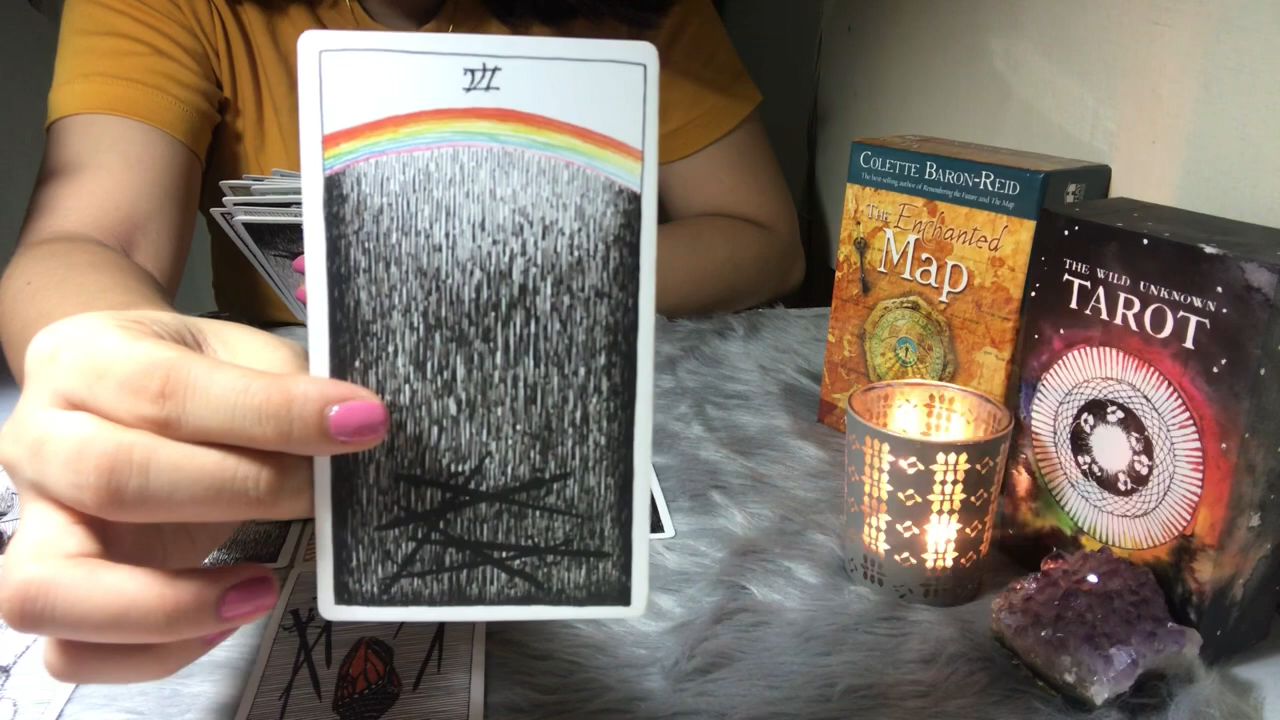 VI
COLETTE BARON-REID
The best selling author of Remembering the Future and The Map
THE Enchanted
Map
THE WILD UNKNOWN
TAROT